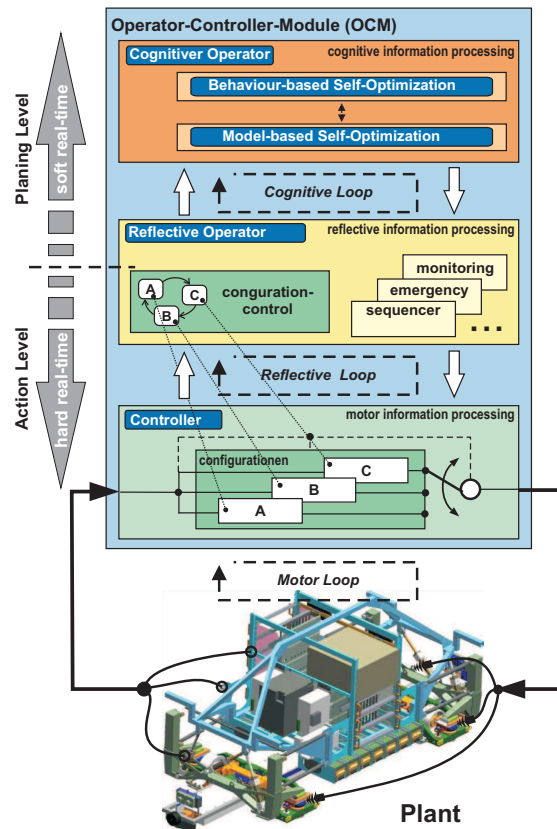 Operator-Controller-Module (OCM)
Cognitiver Operator
cognitive information processing
Behaviour-based Self-Optimization
Model-based Self-Optimization
Planing Level
soft real-time
Cognitive Loop
Reflective Operator
reflective information processing
A
C
B
conguration-
control
monitoring
emergency
sequencer
...
Action Level
hard real-time
Reflective Loop
Controller
motor information processing
configurationen
C
B
A
Motor Loop
Plant